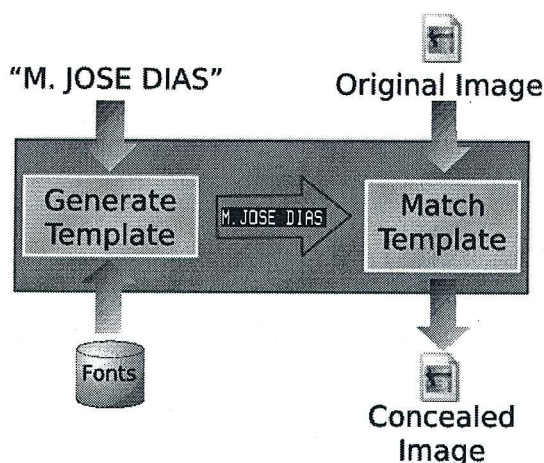 “M. JOSE DIAS”
Original Image
Generate
Template
M.JOSE DIAS
Match
Template
Fonts
Concealed
Image